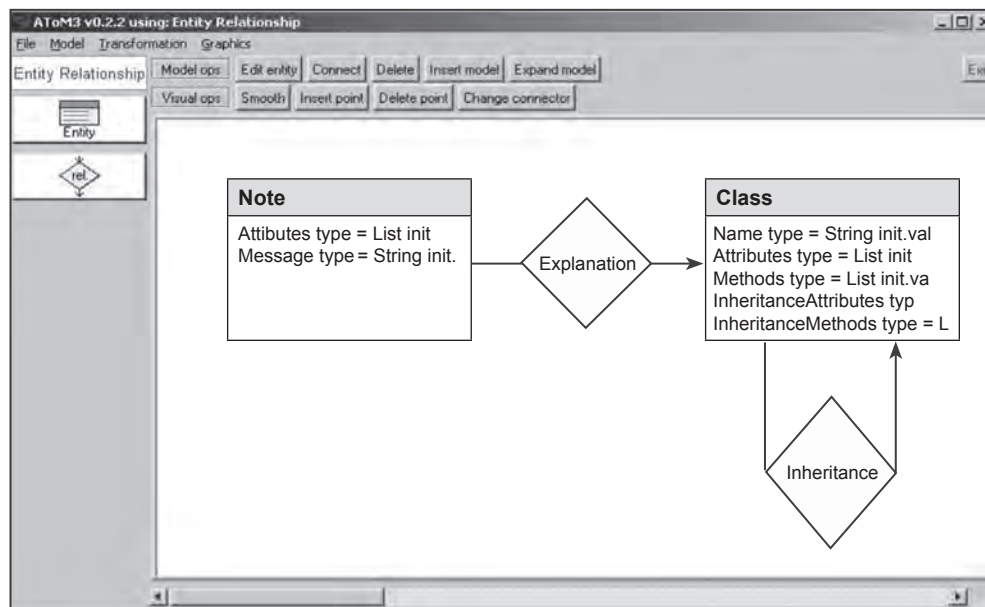 AToM3 v0.2.2 using: Entity Relationship
File Model Transformation Graphics
Entity Relationship
Model ops Edit entity Connect Delete Insert model Expand model
Visual ops Smooth Insert point Delete point Change connector
Entity
rel.
Note
Attibutes type = List init
Message type = String init.
Explanation
Class
Name type = String init.val
Attributes type = List init
Methods type = List init.va
InheritanceAttributes typ
InheritanceMethods type = L
Inheritance